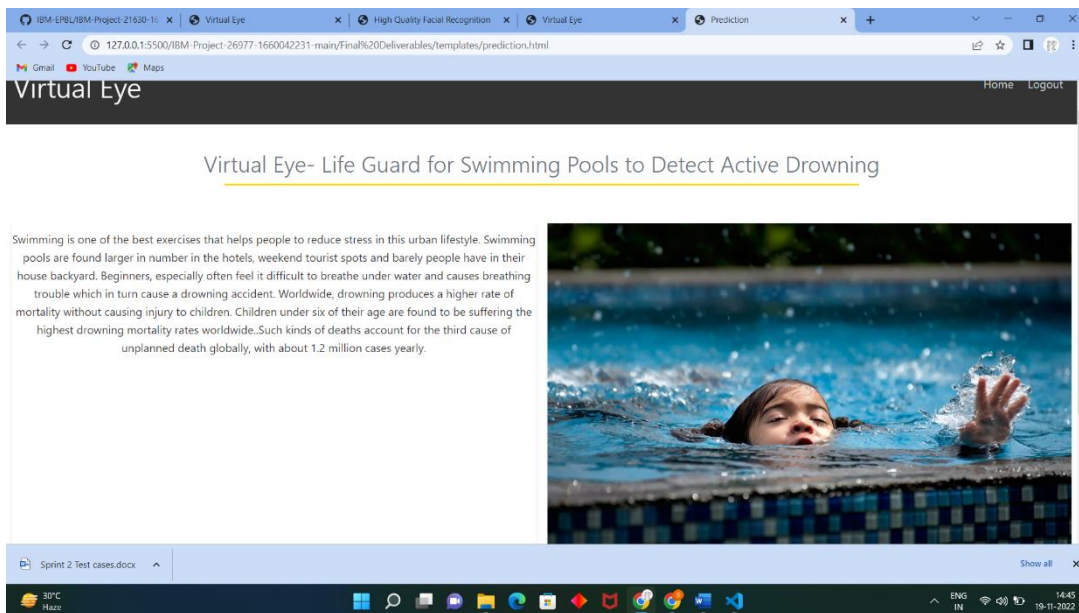 IBM-EPBL/IBM-Project-21630-16
Virtual Eye
High Quality Facial Recognition
Virtual Eye
Prediction
127.0.0.1:5500/IBM-Project-26977-1660042231-main/Final%20Deliverables/templates/prediction.html
Gmail YouTube Maps
Virtual Eye
Home Logout
Virtual Eye- Life Guard for Swimming Pools to Detect Active Drowning
Swimming is one of the best exercises that helps people to reduce stress in this urban lifestyle. Swimming
pools are found larger in number in the hotels, weekend tourist spots and barely people have in their
house backyard. Beginners, especially often feel it difficult to breathe under water and causes breathing
trouble which in turn cause a drowning accident. Worldwide, drowning produces a higher rate of
mortality without causing injury to children. Children under six of their age are found to be suffering the
highest drowning mortality rates worldwide..Such kinds of deaths account for the third cause of
unplanned death globally, with about 1.2 million cases yearly.
Sprint 2 Test cases.docx
Show all
30°C
Haze
ENG
IN
14:45
19-11-2022